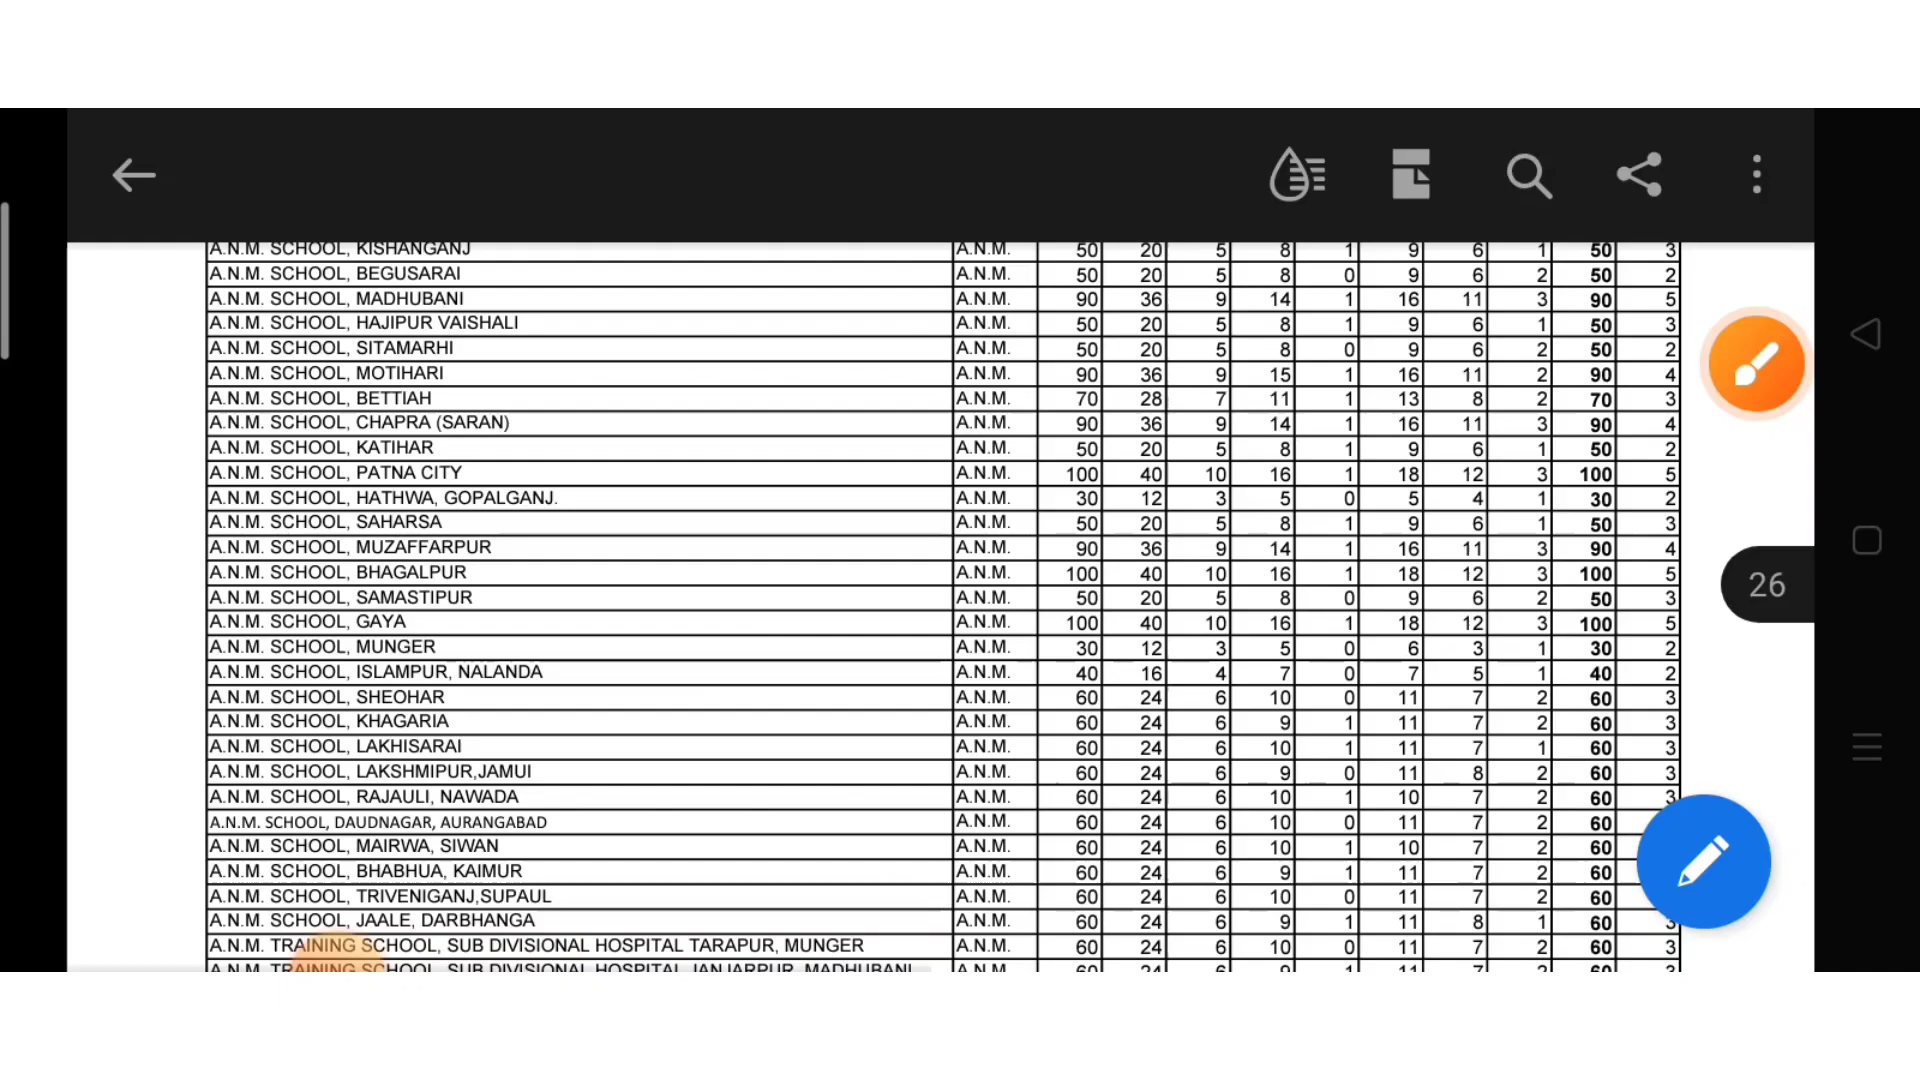 A.N.M. SCHOOL, KISHANGANJ A.N.M. 50 20 5 8 1 9 6 1 50 3
A.N.M. SCHOOL, BEGUSARAI A.N.M. 50 20 5 8 0 9 6 2 50 2
A.N.M. SCHOOL, MADHUBANI A.N.M. 90 36 9 14 1 16 11 3 90 5
A.N.M. SCHOOL, HAJIPUR VAISHALI A.N.M. 50 20 5 8 1 9 6 1 50 3
A.N.M. SCHOOL, SITAMARHI A.N.M. 50 20 5 8 0 9 6 2 50 2
A.N.M. SCHOOL, MOTIHARI A.N.M. 90 36 9 15 1 16 11 2 90 4
A.N.M. SCHOOL, BETTIAH A.N.M. 70 28 7 11 1 13 8 2 70 3
A.N.M. SCHOOL, CHAPRA (SARAN) A.N.M. 90 36 9 14 1 16 11 3 90 4
A.N.M. SCHOOL, KATIHAR A.N.M. 50 20 5 8 1 9 6 1 50 2
A.N.M. SCHOOL, PATNA CITY A.N.M. 100 40 10 16 1 18 12 3 100 5
A.N.M. SCHOOL, HATHWA, GOPALGANJ. A.N.M. 30 12 3 5 0 5 4 1 30 2
A.N.M. SCHOOL, SAHARSA A.N.M. 50 20 5 8 1 9 6 1 50 3
A.N.M. SCHOOL, MUZAFFARPUR A.N.M. 90 36 9 14 1 16 11 3 90 4
A.N.M. SCHOOL, BHAGALPUR A.N.M. 100 40 10 16 1 18 12 3 100 5
26
A.N.M. SCHOOL, SAMASTIPUR A.N.M. 50 20 5 8 0 9 6 2 50 3
A.N.M. SCHOOL, GAYA A.N.M. 100 40 10 16 1 18 12 3 100 5
A.N.M. SCHOOL, MUNGER A.N.M. 30 12 3 5 0 6 3 1 30 2
A.N.M. SCHOOL, ISLAMPUR, NALANDA A.N.M. 40 16 4 7 0 7 5 1 40 2
A.N.M. SCHOOL, SHEOHAR A.N.M. 60 24 6 10 0 11 7 2 60 3
A.N.M. SCHOOL, KHAGARIA A.N.M. 60 24 6 9 1 11 7 2 60 3
A.N.M. SCHOOL, LAKHISARAI A.N.M. 60 24 6 10 1 11 7 1 60 3
A.N.M. SCHOOL, LAKSHMIPUR,JAMUI A.N.M. 60 24 6 9 0 11 8 2 60 3
A.N.M. SCHOOL, RAJAULI, NAWADA A.N.M. 60 24 6 10 1 10 7 2 60 3
A.N.M. SCHOOL, DAUDNAGAR, AURANGABAD A.N.M. 60 24 6 10 0 11 7 2 60
A.N.M. SCHOOL, MAIRWA, SIWAN A.N.M. 60 24 6 10 1 10 7 2 60
A.N.M. SCHOOL, BHABHUA, KAIMUR A.N.M. 60 24 6 9 1 11 7 2 60
A.N.M. SCHOOL, TRIVENIGANJ,SUPAUL A.N.M. 60 24 6 10 0 11 7 2 60
A.N.M. SCHOOL, JAALE, DARBHANGA A.N.M. 60 24 6 9 1 11 8 1 60 3
A.N.M. TRAINING SCHOOL, SUB DIVISIONAL HOSPITAL TARAPUR, MUNGER A.N.M. 60 24 6 10 0 11 7 2 60 3
A.N.M. TRAINING SCHOOL, SUB DIVISIONAL HOSPITAL JANJARPUR, MADHUBANI A.N.M. 60 24 6 9 1 11 7 2 60 3